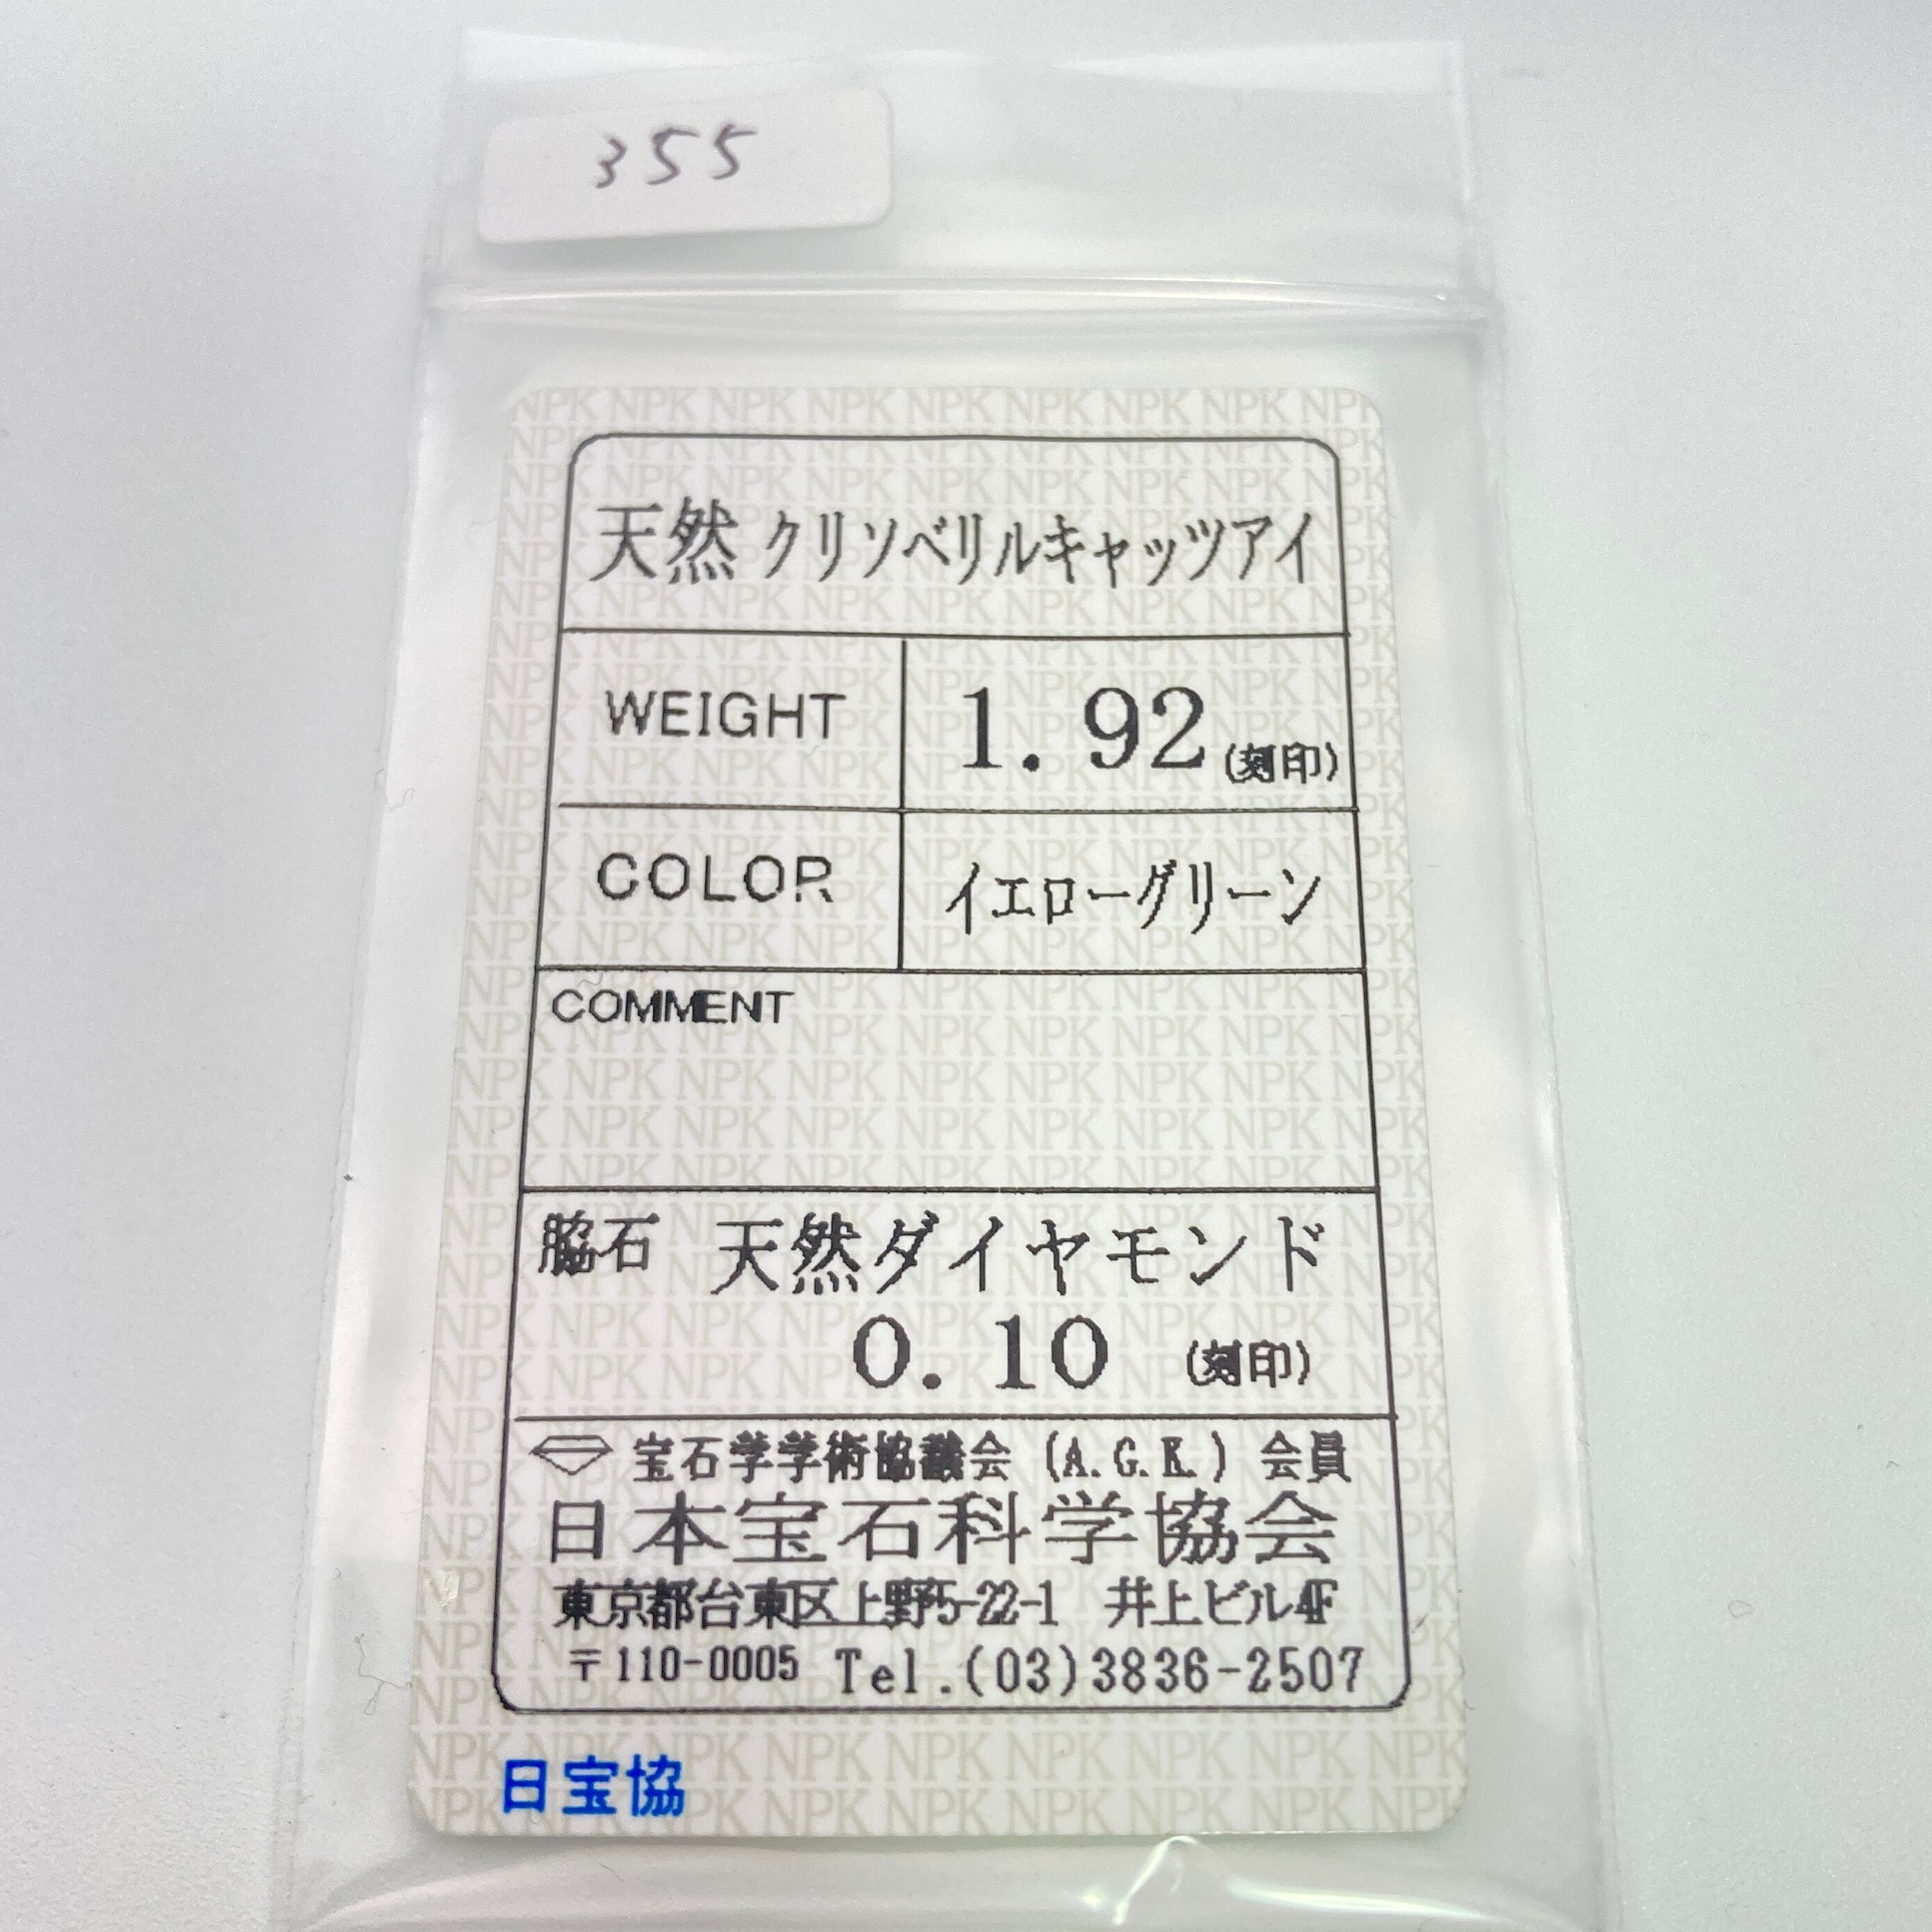 355
天然 クリソベリルキャッツアイ
WEIGHT 1.92 (刻印)
COLOR イエローグリーン
COMMENT
脇石 天然ダイヤモンド
0.10 (刻印)
宝石学学術協議会 (A.G.K.) 会員
日本宝石科学協会
東京都台東区上野5-22-1 井上ビル4F
〒110-0005 Tel.(03)3836-2507
日宝協